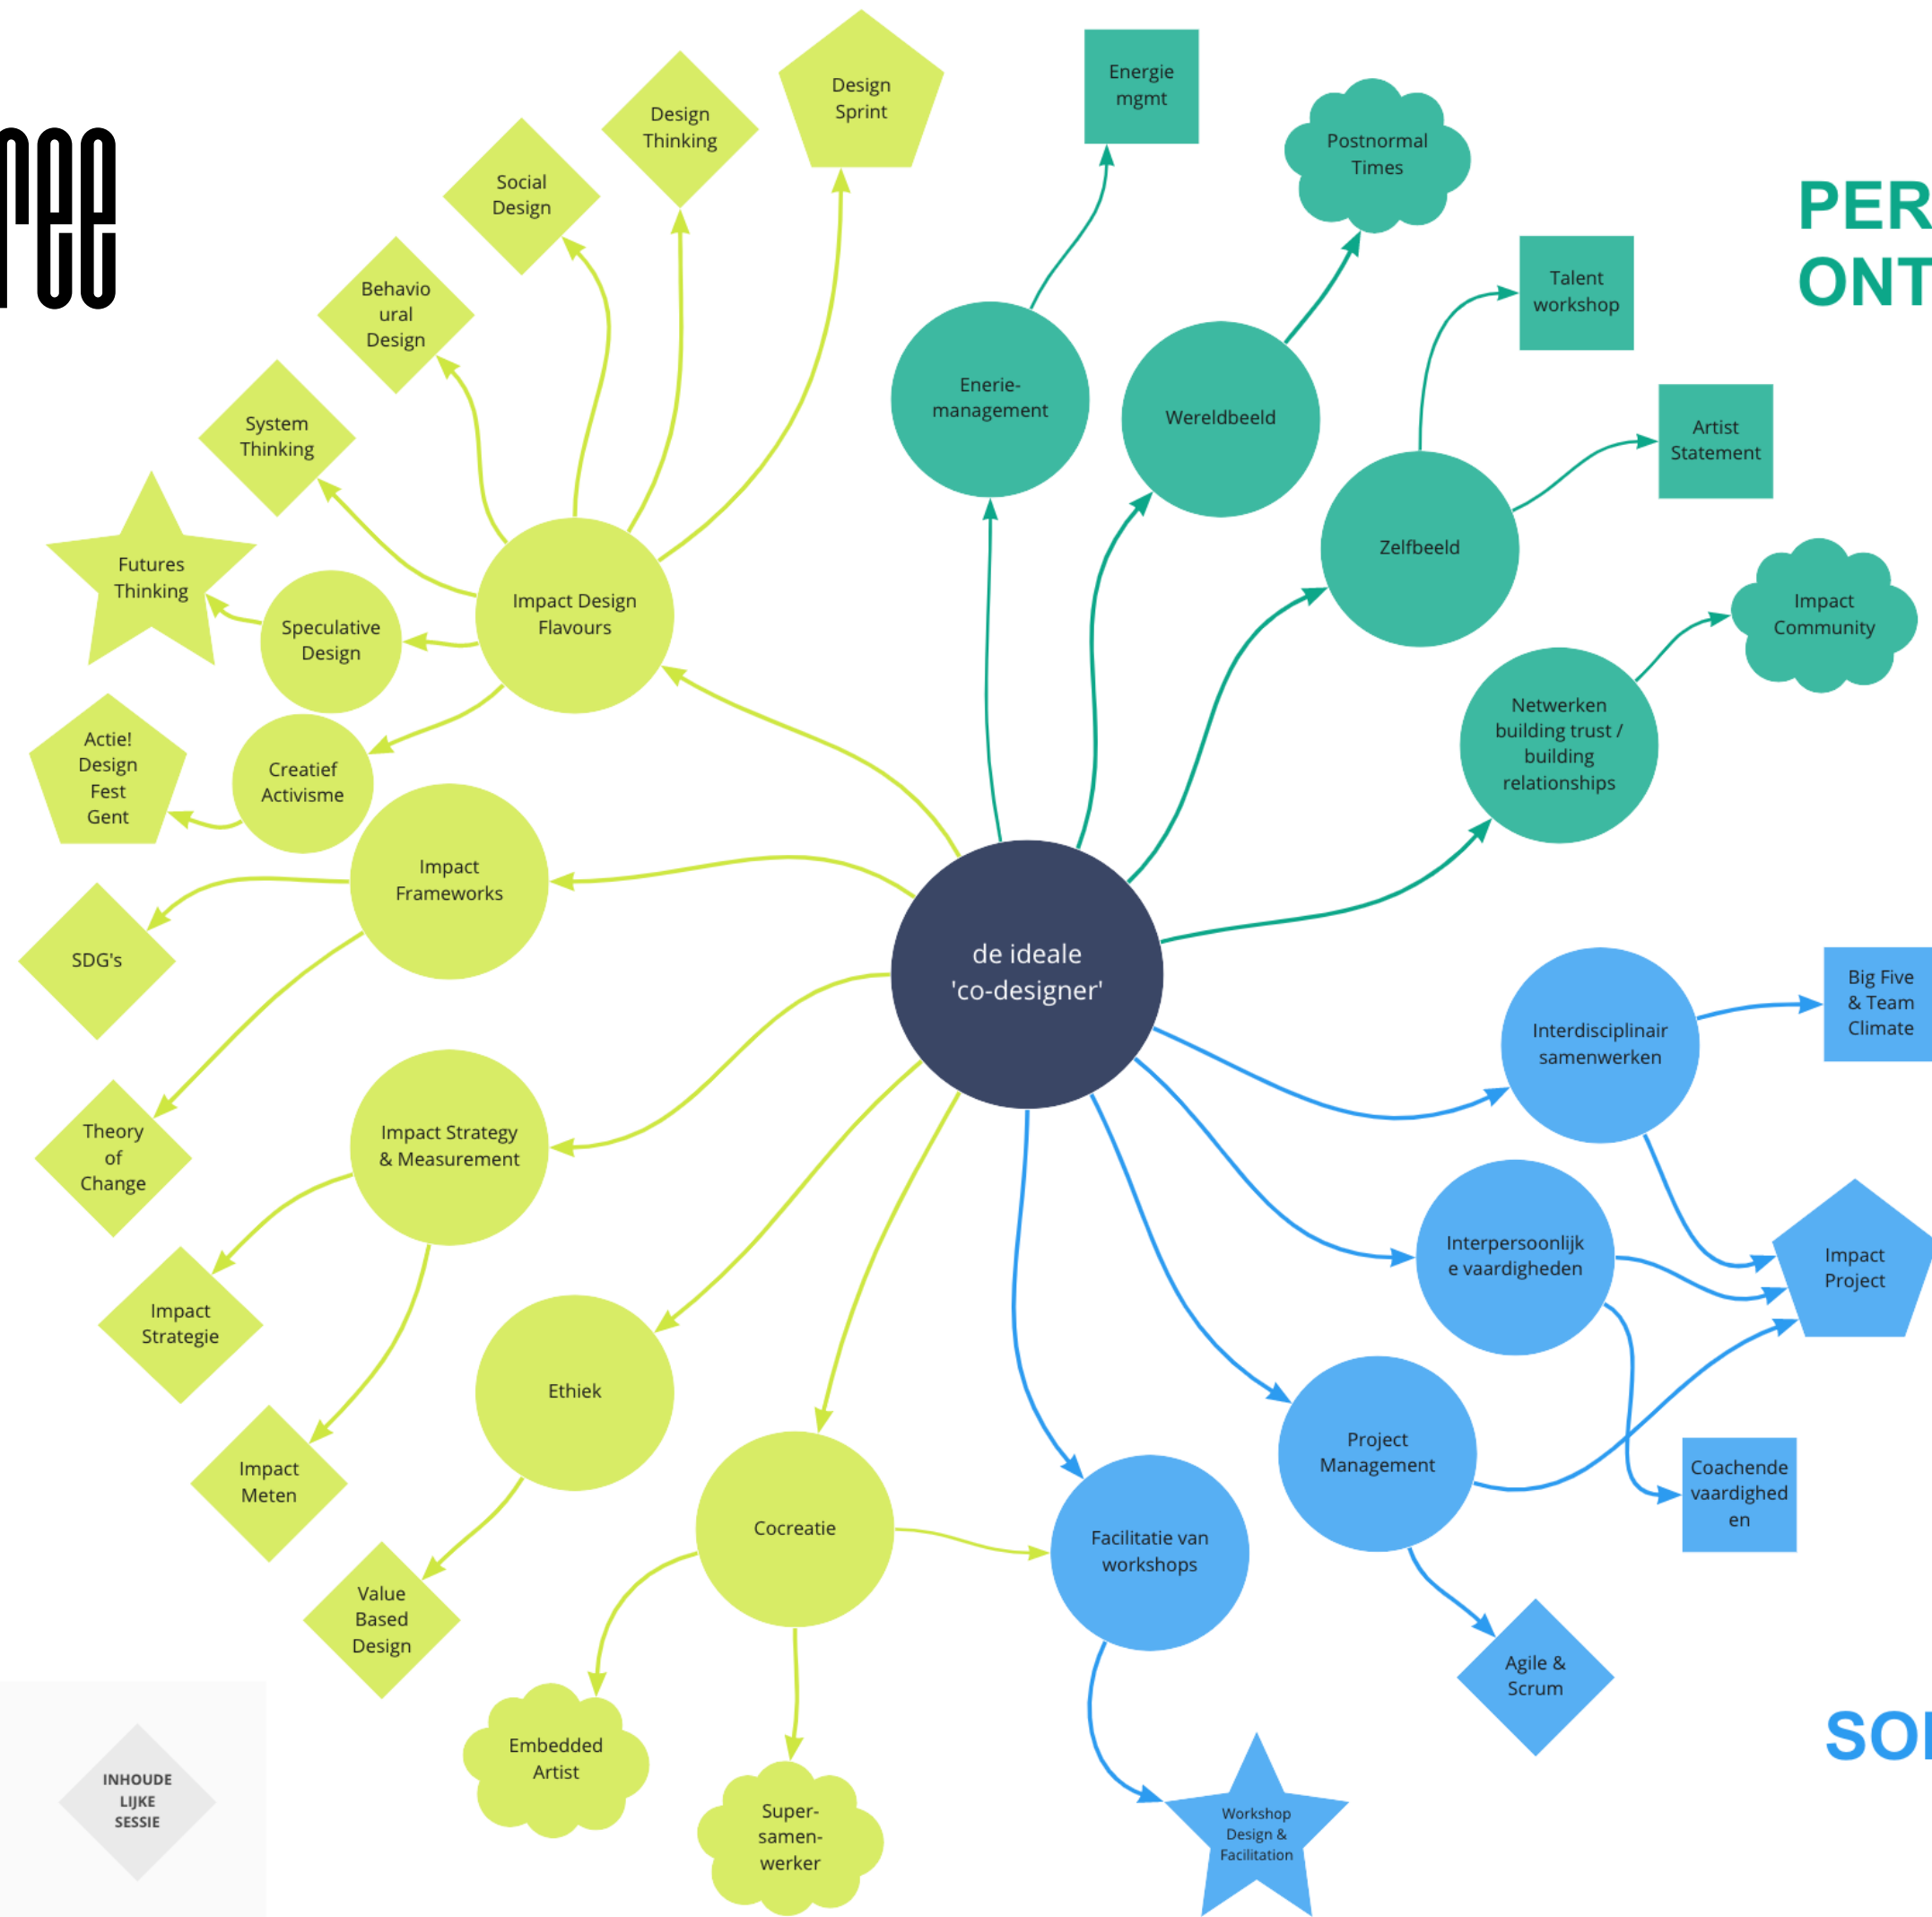 ree
Design
Sprint
Energie
mgmt
Design
Thinking
Postnormal
Times
Social
Design
PER
ONT
Behavio
ural
Design
Talent
workshop
System
Thinking
Enerie-
management
Wereldbeeld
Artist
Statement
Futures
Thinking
Zelfbeeld
Impact Design
Flavours
Impact
Community
Speculative
Design
Netwerken
building trust /
building
relationships
Actie!
Design
Fest
Gent
Creatief
Activisme
Impact
Frameworks
SDG's
de ideale
'co-designer'
Big Five
& Team
Climate
Interdisciplinair
samenwerken
Theory
of
Change
Impact Strategy
& Measurement
Interpersoonlijk
e vaardigheden
Impact
Project
Impact
Strategie
Ethiek
Project
Management
Impact
Meten
Coachende
vaardighed
en
Cocreatie
Facilitatie van
workshops
Value
Based
Design
Agile &
Scrum
Embedded
Artist
SO
INHOUDE
LIJKE
SESSIE
Super-
samen-
werker
Workshop
Design &
Facilitation